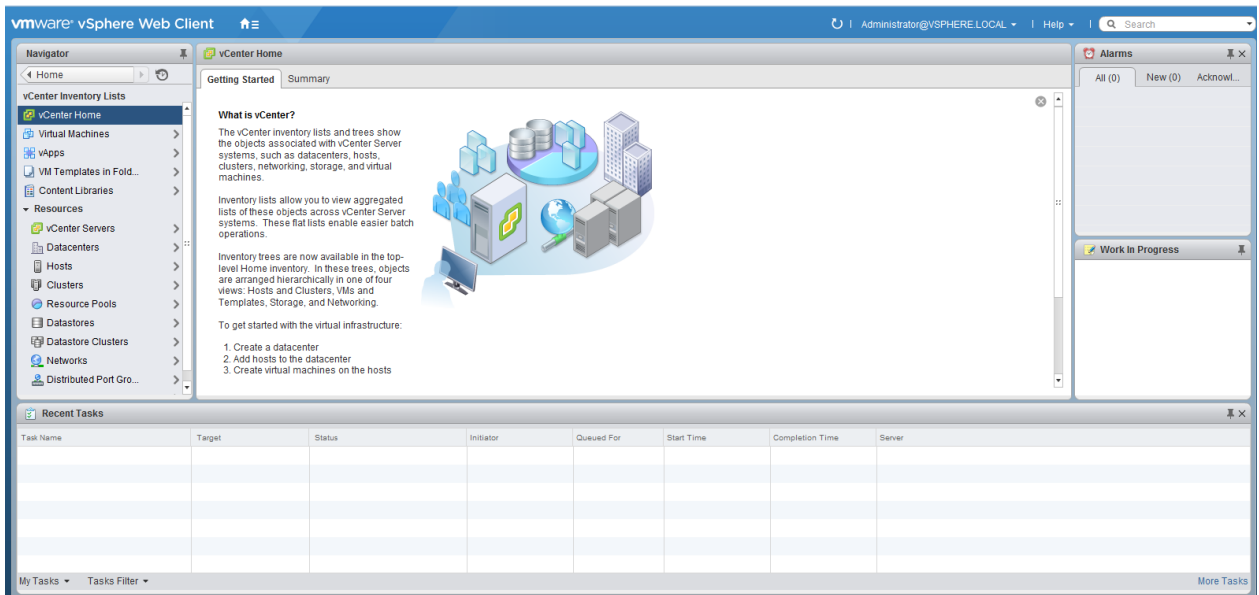 vmware® vSphere Web Client
Administrator@VSPHERE.LOCAL
Help
Search
Navigator
Home
vCenter Inventory Lists
vCenter Home
Virtual Machines
vApps
VM Templates in Fold...
Content Libraries
Resources
vCenter Servers
Datacenters
Hosts
Clusters
Resource Pools
Datastores
Datastore Clusters
Networks
Distributed Port Gro...
vCenter Home
Getting Started Summary
What is vCenter?
The vCenter inventory lists and trees show
the objects associated with vCenter Server
systems, such as datacenters, hosts,
clusters, networking, storage, and virtual
machines.
Inventory lists allow you to view aggregated
lists of these objects across vCenter Server
systems. These flat lists enable easier batch
operations.
Inventory trees are now available in the top-
level Home inventory. In these trees, objects
are arranged hierarchically in one of four
views: Hosts and Clusters, VMs and
Templates, Storage, and Networking.
To get started with the virtual infrastructure:
1. Create a datacenter
2. Add hosts to the datacenter
3. Create virtual machines on the hosts
Alarms
All (0) New (0) Acknowl...
Work In Progress
Recent Tasks
Task Name Target Status Initiator Queued For Start Time Completion Time Server
My Tasks Tasks Filter More Tasks